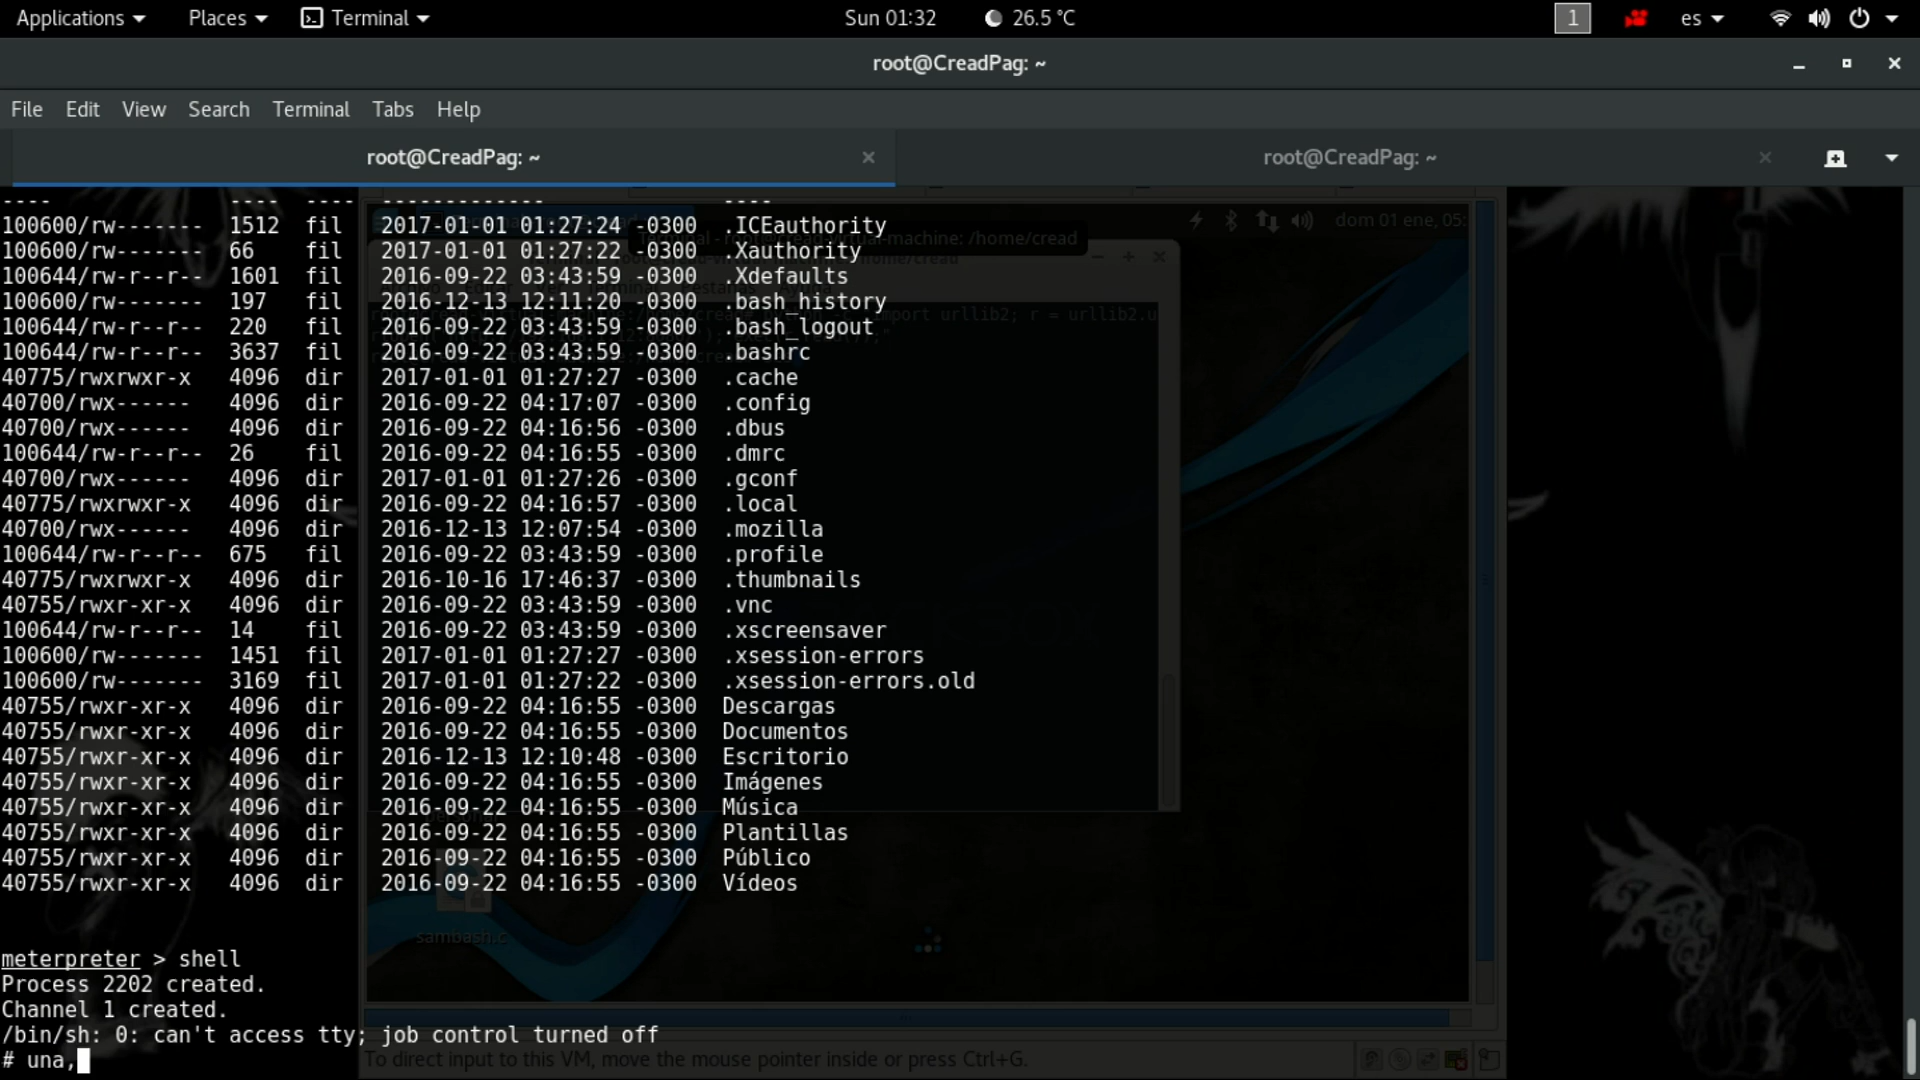 Applications Places Terminal Sun 01:32 26.5 °C 1 es
root@CreadPag: ~
File Edit View Search Terminal Tabs Help
root@CreadPag: ~ root@CreadPag: ~
---- ---- ---- ------------- ----
100600/rw------- 1512 fil 2017-01-01 01:27:24 -0300 .ICEauthority
100600/rw------- 66 fil 2017-01-01 01:27:22 -0300 .Xauthority
100644/rw-r--r-- 1601 fil 2016-09-22 03:43:59 -0300 .Xdefaults
100600/rw------- 197 fil 2016-12-13 12:11:20 -0300 .bash_history
100644/rw-r--r-- 220 fil 2016-09-22 03:43:59 -0300 .bash_logout
100644/rw-r--r-- 3637 fil 2016-09-22 03:43:59 -0300 .bashrc
40775/rwxrwxr-x 4096 dir 2017-01-01 01:27:27 -0300 .cache
40700/rwx------ 4096 dir 2016-09-22 04:17:07 -0300 .config
40700/rwx------ 4096 dir 2016-09-22 04:16:56 -0300 .dbus
100644/rw-r--r-- 26 fil 2016-09-22 04:16:55 -0300 .dmrc
40700/rwx------ 4096 dir 2017-01-01 01:27:26 -0300 .gconf
40775/rwxrwxr-x 4096 dir 2016-09-22 04:16:57 -0300 .local
40700/rwx------ 4096 dir 2016-12-13 12:07:54 -0300 .mozilla
100644/rw-r--r-- 675 fil 2016-09-22 03:43:59 -0300 .profile
40775/rwxrwxr-x 4096 dir 2016-10-16 17:46:37 -0300 .thumbnails
40755/rwxr-xr-x 4096 dir 2016-09-22 03:43:59 -0300 .vnc
100644/rw-r--r-- 14 fil 2016-09-22 03:43:59 -0300 .xscreensaver
100600/rw------- 1451 fil 2017-01-01 01:27:27 -0300 .xsession-errors
100600/rw------- 3169 fil 2017-01-01 01:27:22 -0300 .xsession-errors.old
40755/rwxr-xr-x 4096 dir 2016-09-22 04:16:55 -0300 Descargas
40755/rwxr-xr-x 4096 dir 2016-09-22 04:16:55 -0300 Documentos
40755/rwxr-xr-x 4096 dir 2016-12-13 12:10:48 -0300 Escritorio
40755/rwxr-xr-x 4096 dir 2016-09-22 04:16:55 -0300 Imágenes
40755/rwxr-xr-x 4096 dir 2016-09-22 04:16:55 -0300 Música
40755/rwxr-xr-x 4096 dir 2016-09-22 04:16:55 -0300 Plantillas
40755/rwxr-xr-x 4096 dir 2016-09-22 04:16:55 -0300 Público
40755/rwxr-xr-x 4096 dir 2016-09-22 04:16:55 -0300 Vídeos
meterpreter > shell
Process 2202 created.
Channel 1 created.
/bin/sh: 0: can't access tty; job control turned off
# una,
dom 01 ene, 05:
sambash.c
To direct input to this VM, move the mouse pointer inside or press Ctrl+G.